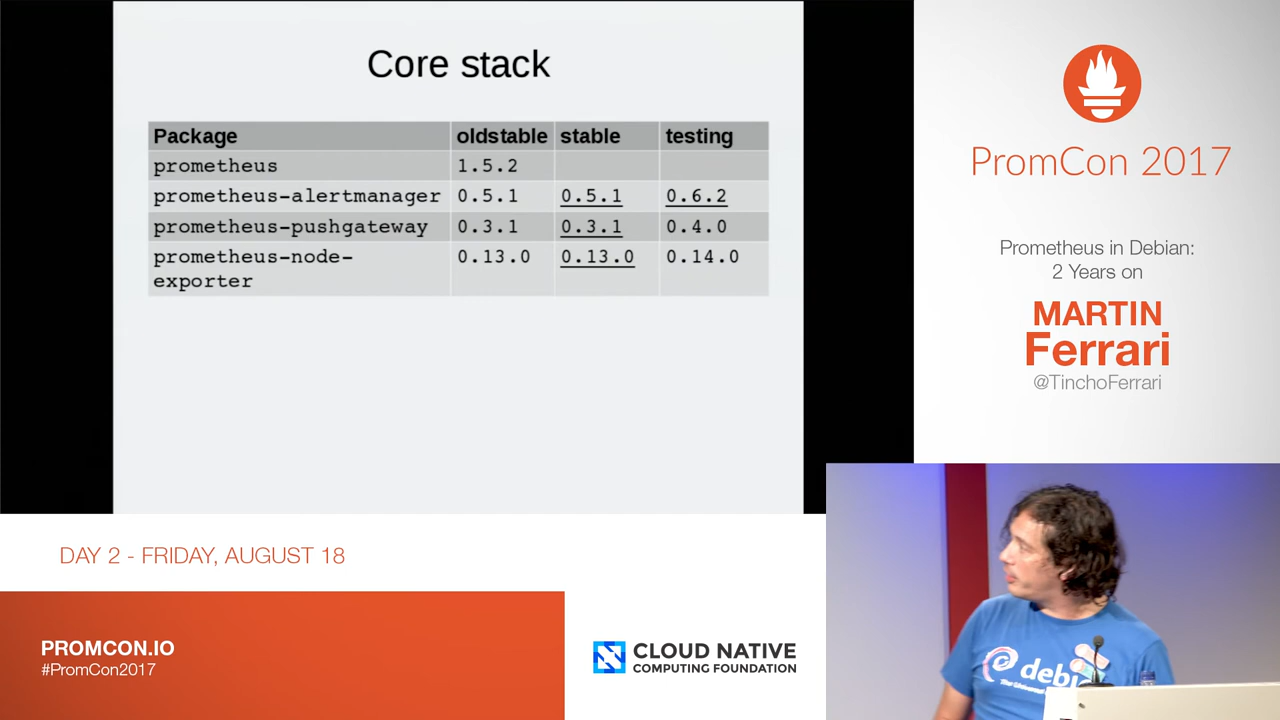 Core stack
Package oldstable stable testing
prometheus 1.5.2
prometheus-alertmanager 0.5.1 0.5.1 0.6.2
prometheus-pushgateway 0.3.1 0.3.1 0.4.0
prometheus-node-
exporter 0.13.0 0.13.0 0.14.0
PromCon 2017
Prometheus in Debian:
2 Years on
MARTIN
Ferrari
@TinchoFerrari
DAY 2 - FRIDAY, AUGUST 18
PROMCON.IO
#PromCon2017
CLOUD NATIVE
COMPUTING FOUNDATION
debi